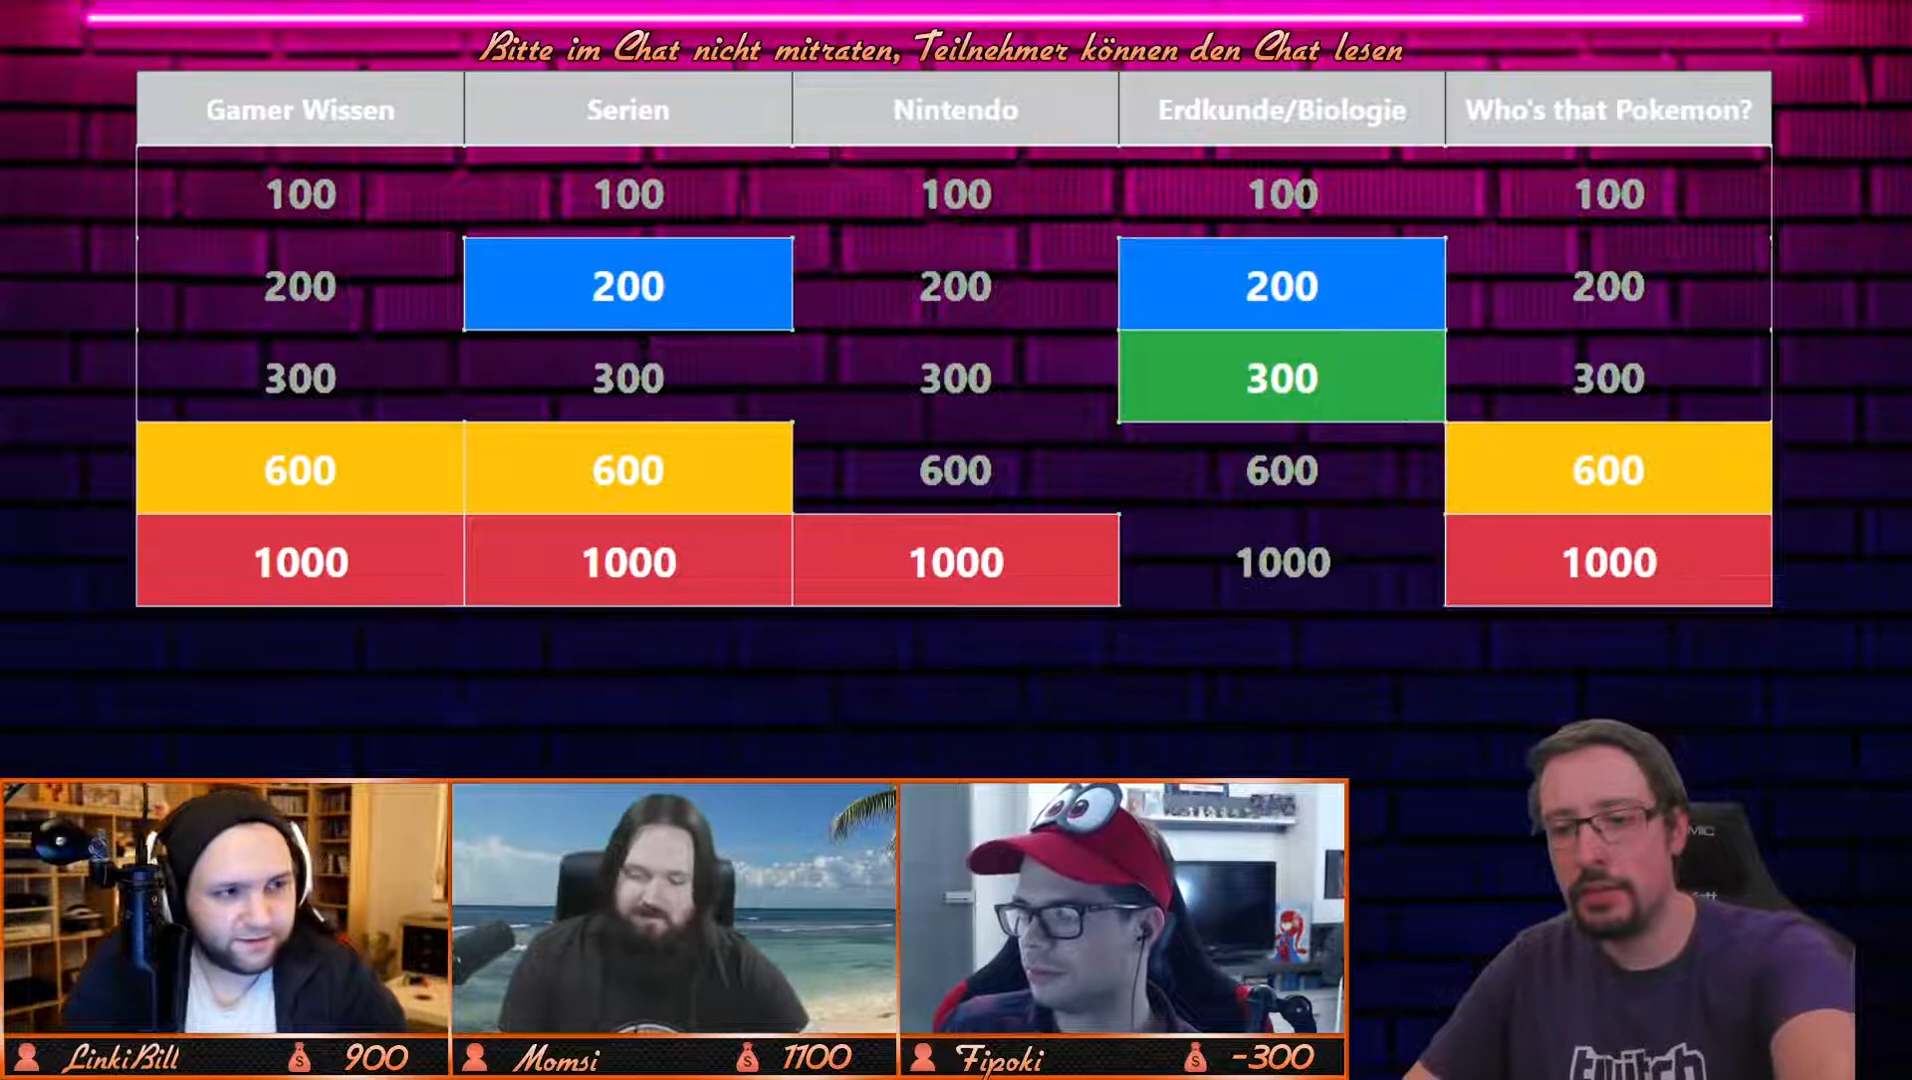 Bitte im Chat nicht mitraten, Teilnehmer können den Chat lesen
Gamer Wissen Serien Nintendo Erdkunde/Biologie Who's that Pokemon?
100 100 100 100 100
200 200 200 200 200
300 300 300 300 300
600 600 600 600 600
1000 1000 1000 1000 1000
LinkiBill 900 Momsi 1100 Fipoki -300
twitch